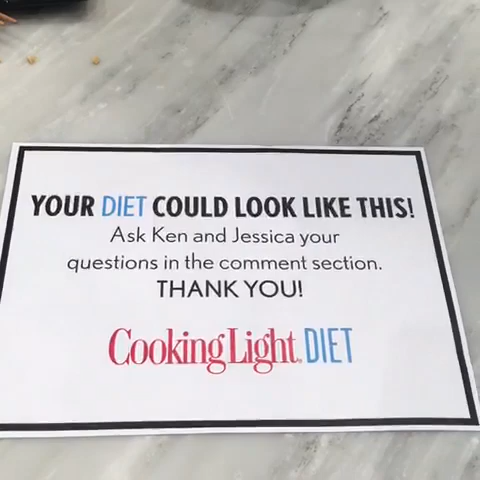 YOUR DIET COULD LOOK LIKE THIS!
Ask Ken and Jessica your
questions in the comment section.
THANK YOU!
CookingLight DIET